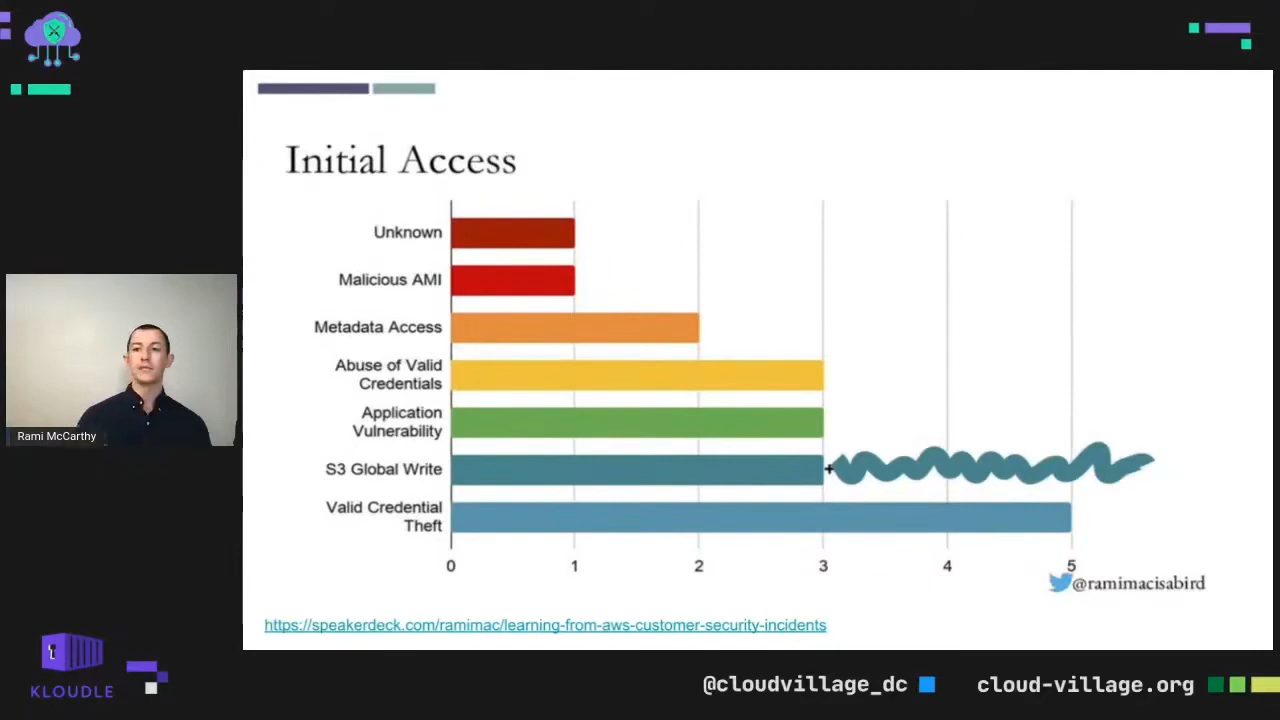 Initial Access
Unknown
Malicious AMI
Metadata Access
Abuse of Valid
Credentials
Application
Vulnerability
S3 Global Write
+
Valid Credential
Theft
0 1 2 3 4 5
@ramimacisabird
https://speakerdeck.com/ramimac/learning-from-aws-customer-security-incidents
Rami McCarthy
KLOUDLE
@cloudvillage_dc
cloud-village.org